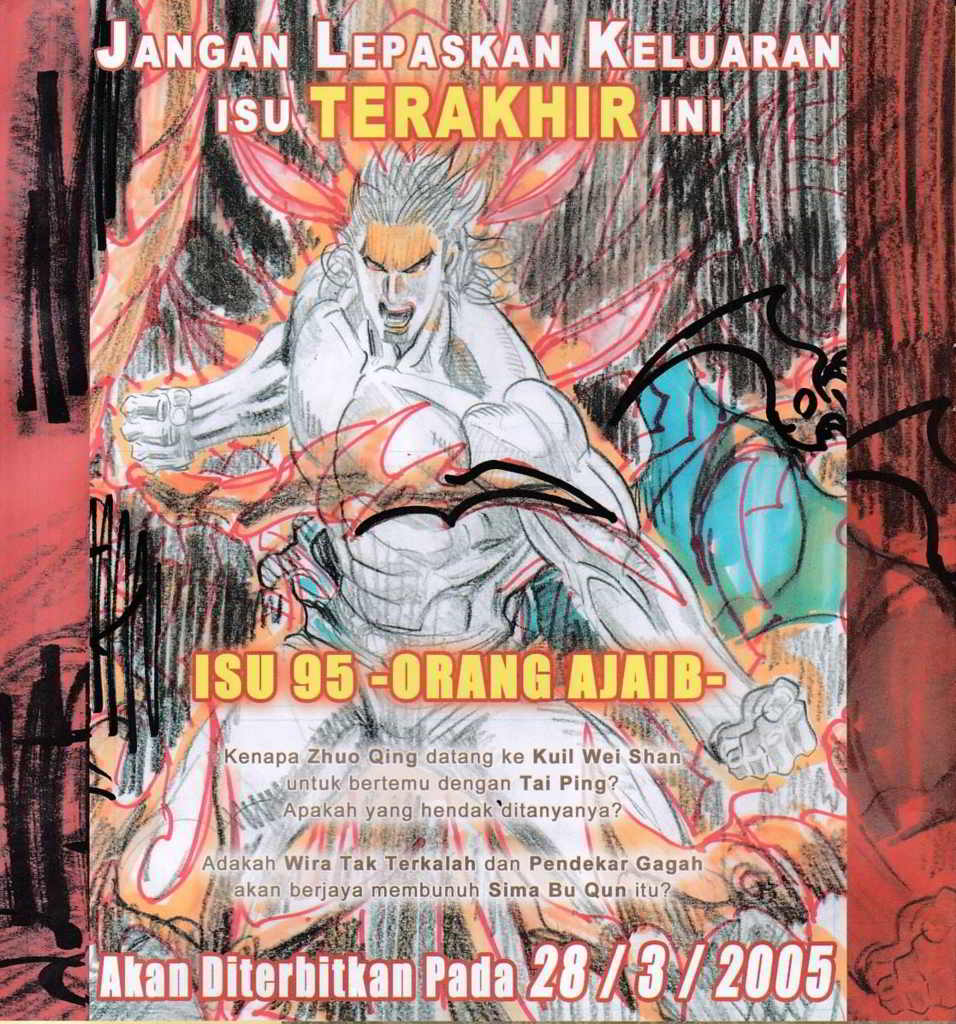 JANGAN LEPASKAN KELUARAN
ISU TERAKHIR INI
ISU 95 -ORANG AJAIB-
Kenapa Zhuo Qing datang ke Kuil Wei Shan
untuk bertemu dengan Tai Ping?
Apakah yang hendak ditanyanya?
Adakah Wira Tak Terkalah dan Pendekar Gagah
akan berjaya membunuh Sima Bu Qun itu?
Akan Diterbitkan Pada 28 / 3 / 2005